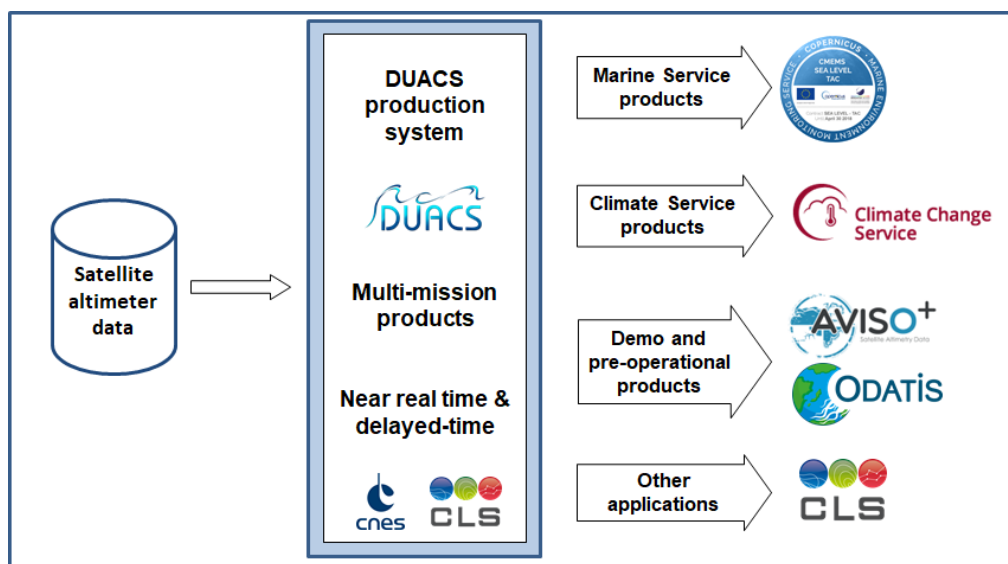 DUACS
production
system
DUACS
Multi-mission
products
Near real time &
delayed-time
cnes
CLS
Satellite
altimeter
data
Marine Service
products
COPERNICUS - MARINE ENVIRONMENT MONITORING SERVICE -
CMEMS
SEA LEVEL
TAC
Climate Service
products
Climate Change
Service
Demo and
pre-operational
products
AVISO+
Satellite Altimetry Data
ODATIS
Other
applications
CLS